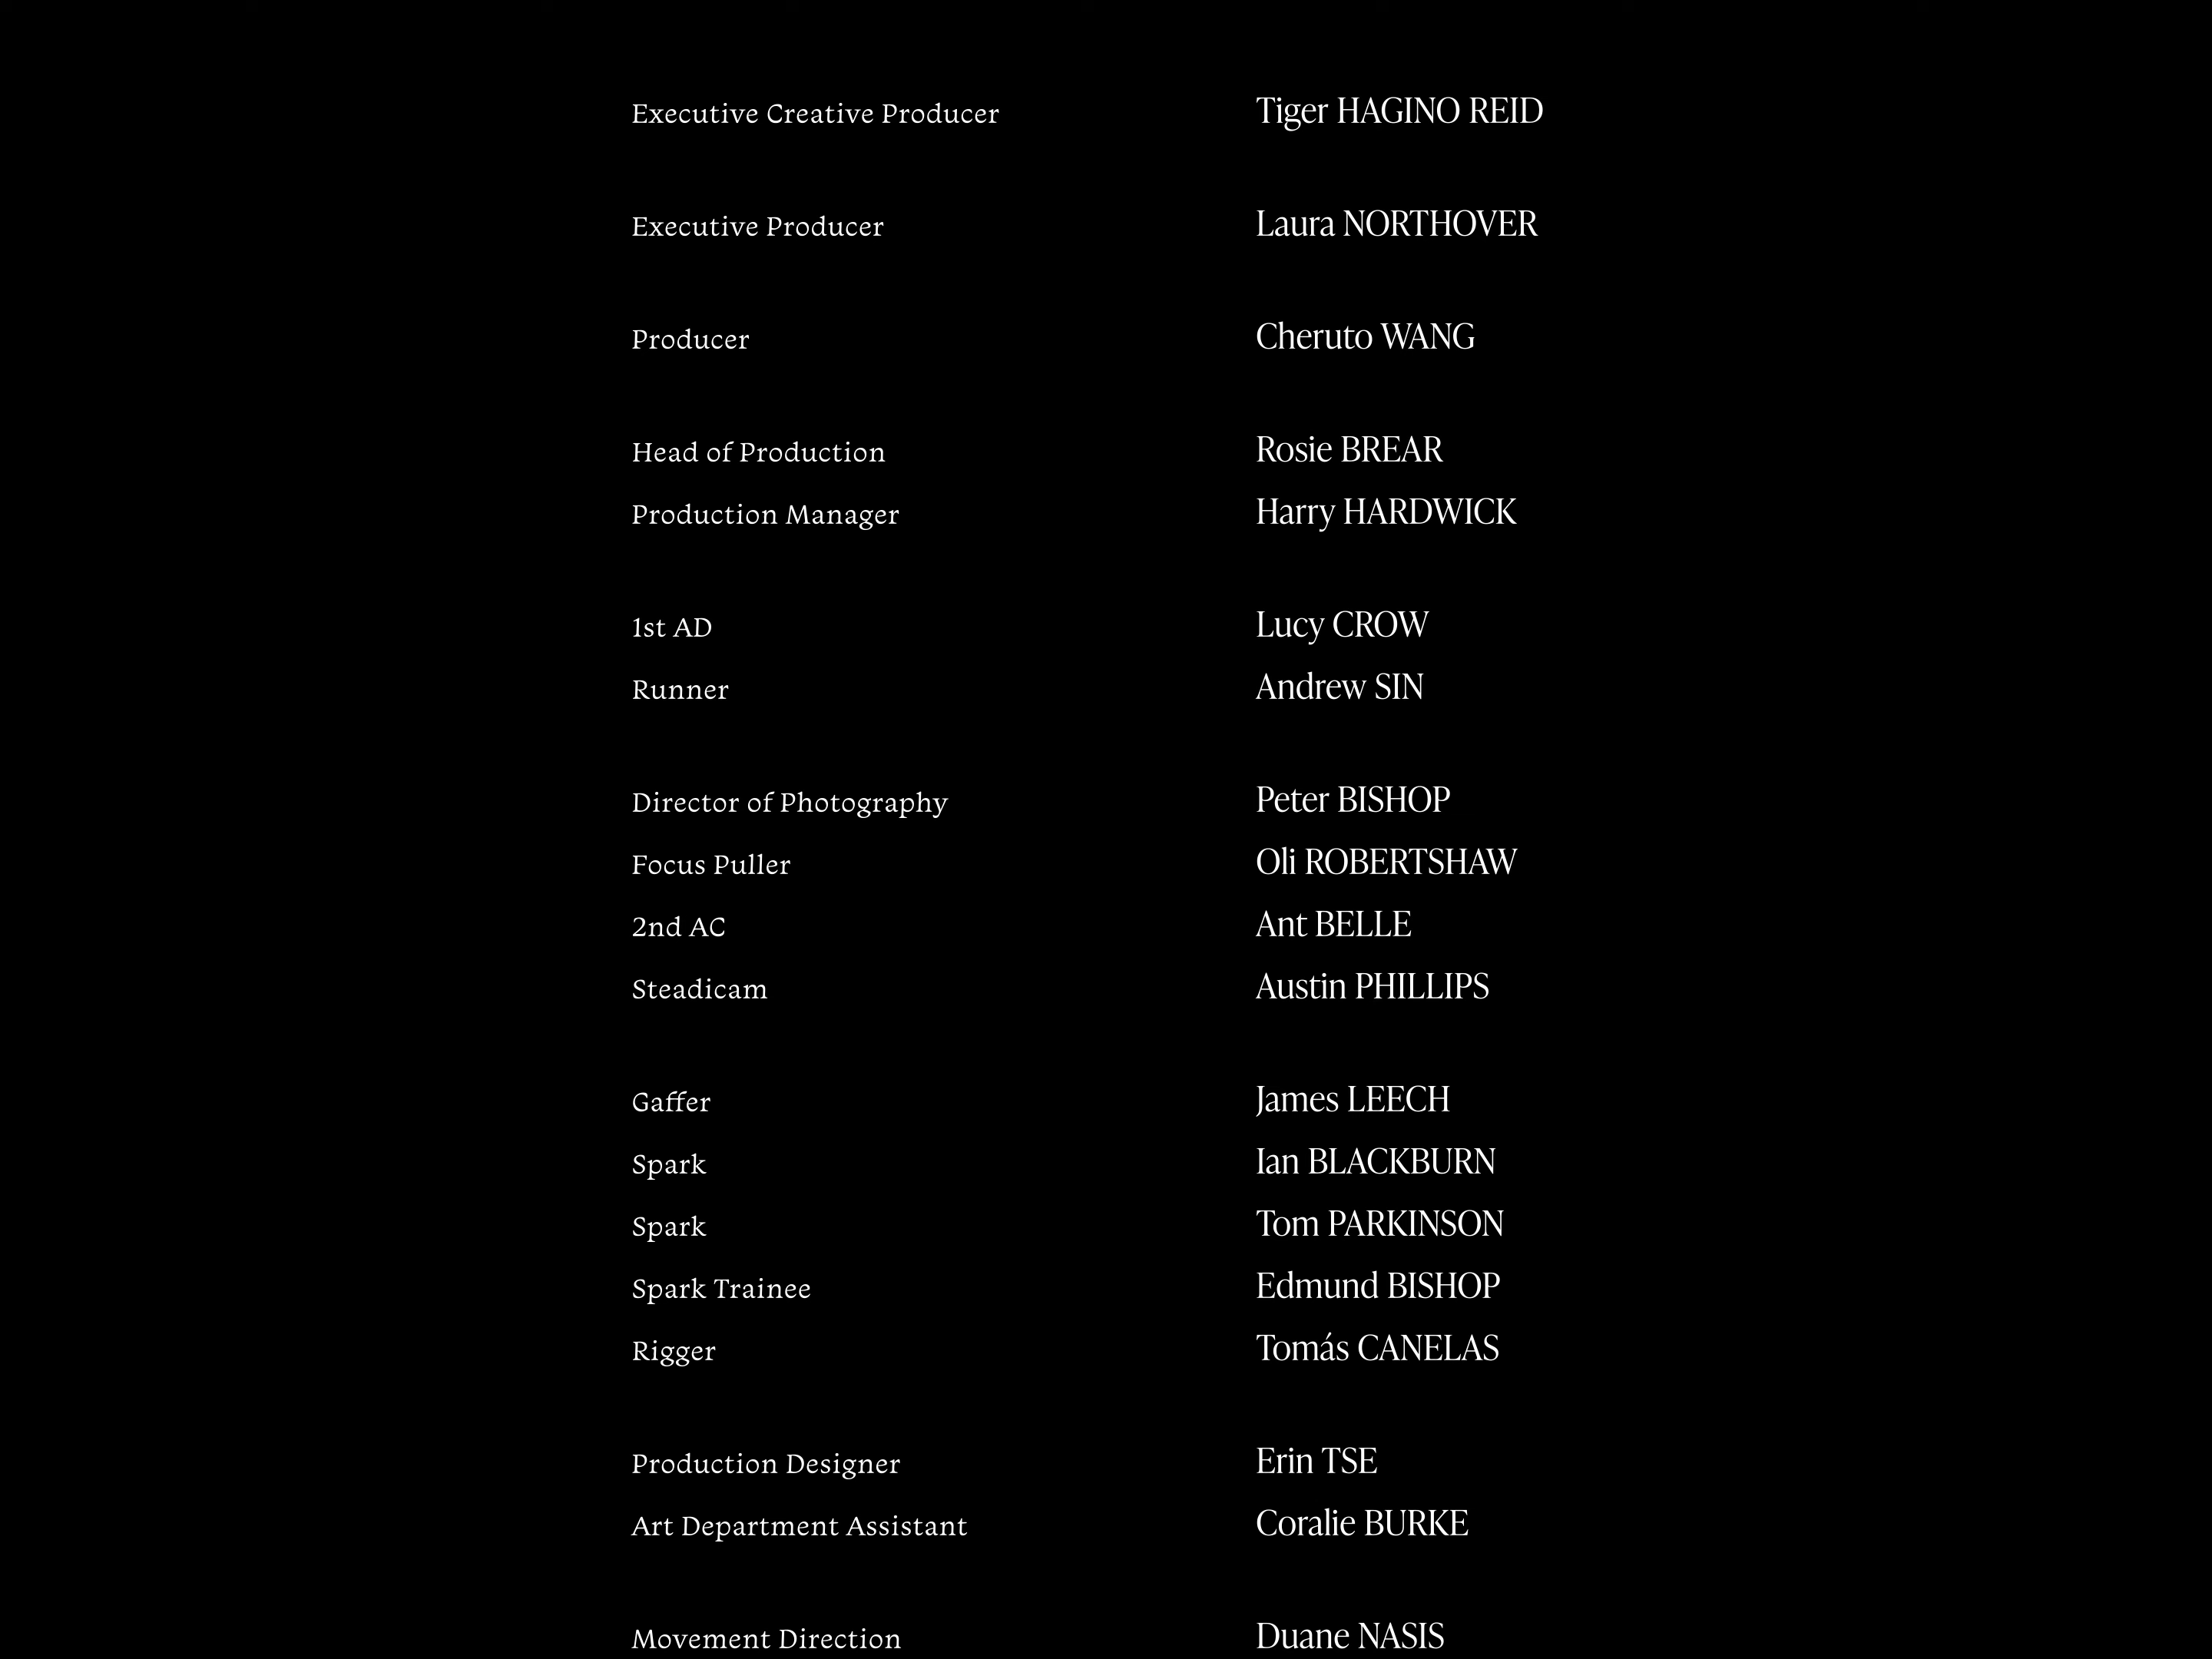 Executive Creative Producer Tiger HAGINO REID
Executive Producer Laura NORTHOVER
Producer Cheruto WANG
Head of Production Rosie BREAR
Production Manager Harry HARDWICK
1st AD Lucy CROW
Runner Andrew SIN
Director of Photography Peter BISHOP
Focus Puller Oli ROBERTSHAW
2nd AC Ant BELLE
Steadicam Austin PHILLIPS
Gaffer James LEECH
Spark Ian BLACKBURN
Spark Tom PARKINSON
Spark Trainee Edmund BISHOP
Rigger Tomás CANELAS
Production Designer Erin TSE
Art Department Assistant Coralie BURKE
Movement Direction Duane NASIS